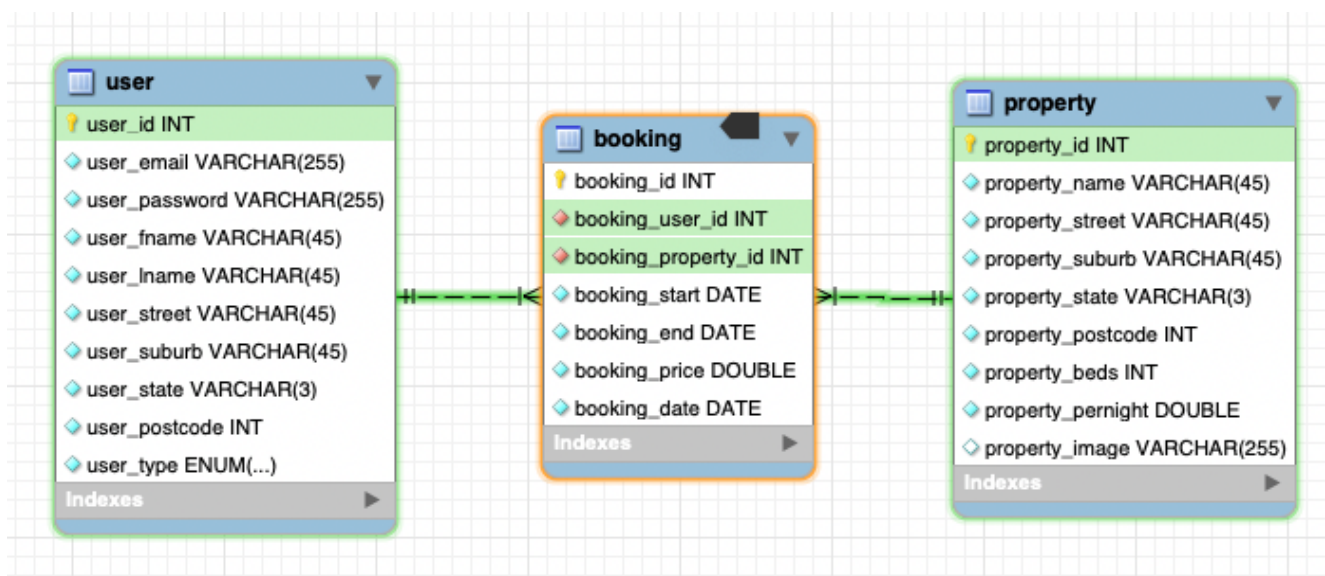 user
user_id INT
user_email VARCHAR(255)
user_password VARCHAR(255)
user_fname VARCHAR(45)
user_lname VARCHAR(45)
user_street VARCHAR(45)
user_suburb VARCHAR(45)
user_state VARCHAR(3)
user_postcode INT
user_type ENUM(...)
Indexes
booking
booking_id INT
booking_user_id INT
booking_property_id INT
booking_start DATE
booking_end DATE
booking_price DOUBLE
booking_date DATE
Indexes
property
property_id INT
property_name VARCHAR(45)
property_street VARCHAR(45)
property_suburb VARCHAR(45)
property_state VARCHAR(3)
property_postcode INT
property_beds INT
property_pernight DOUBLE
property_image VARCHAR(255)
Indexes